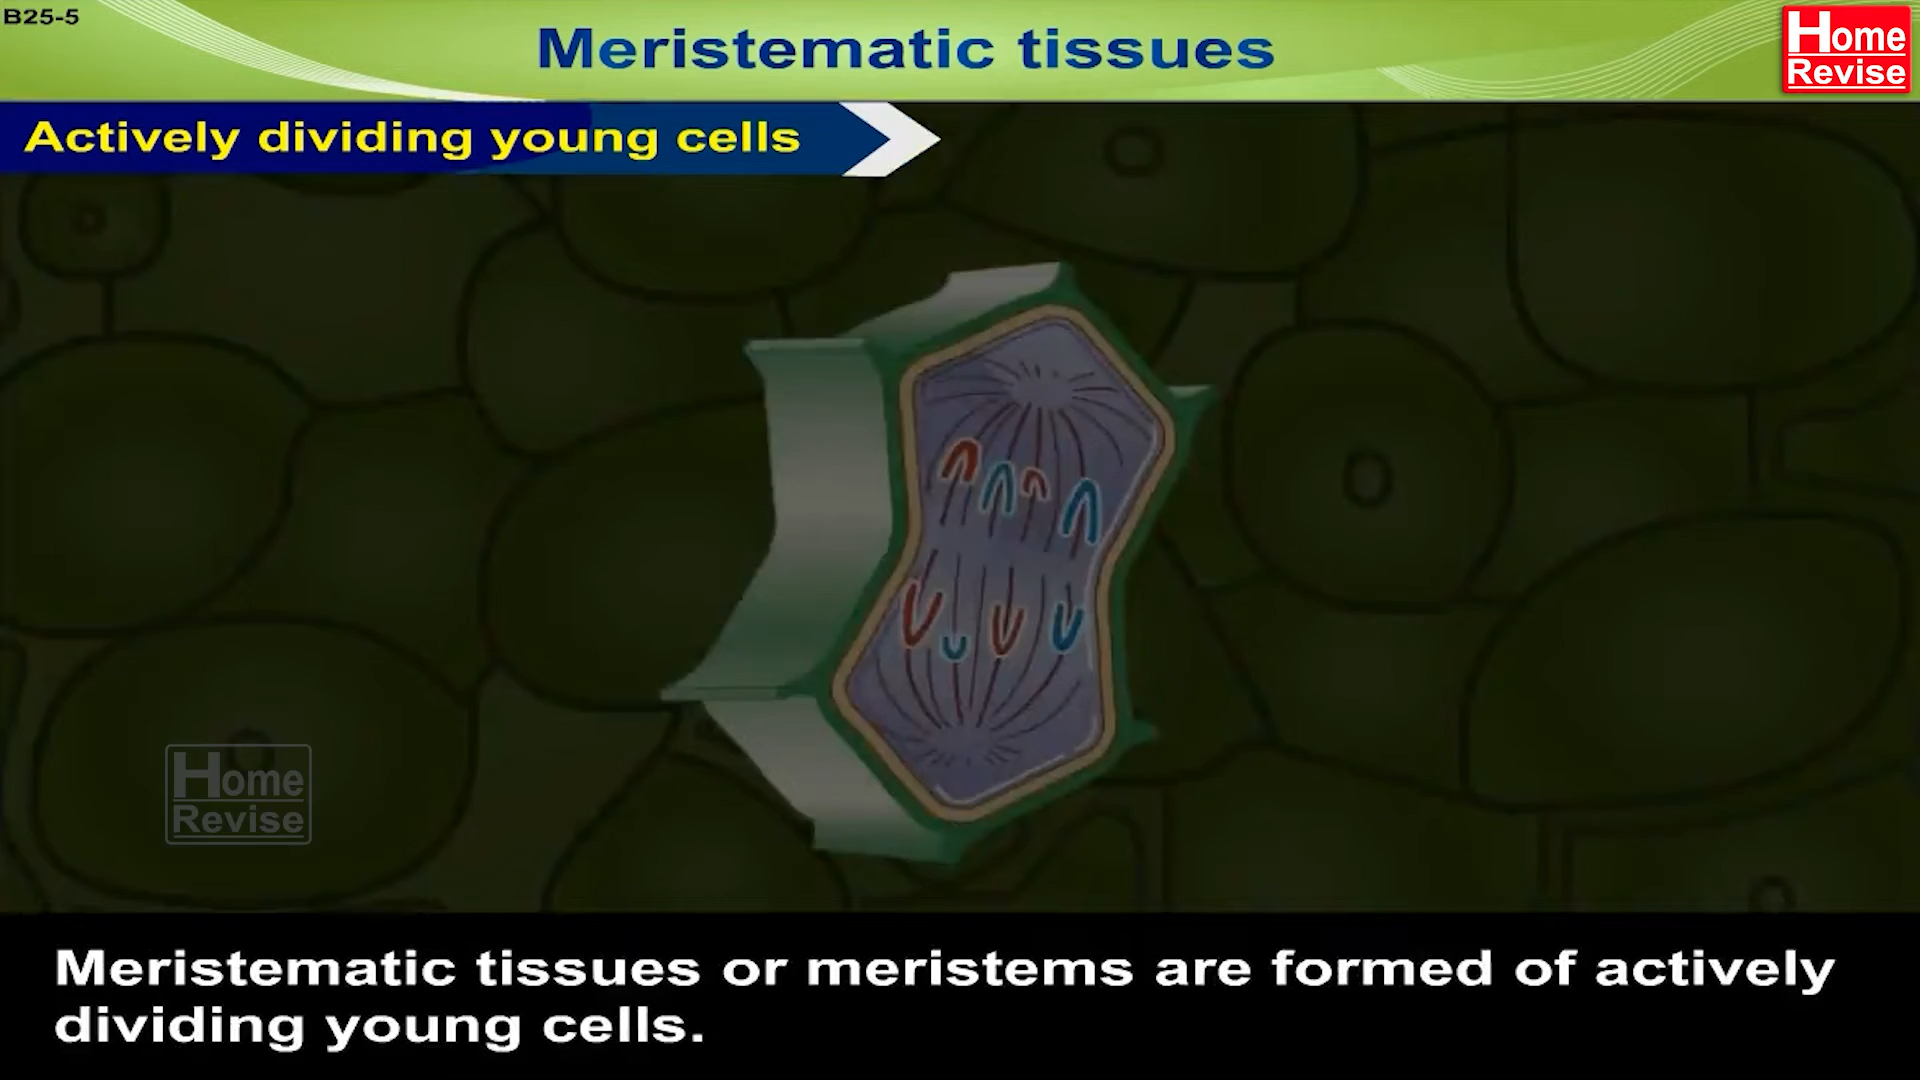 B25-5
Meristematic tissues
Home
Revise
Actively dividing young cells
Home
Revise
Meristematic tissues or meristems are formed of actively
dividing young cells.